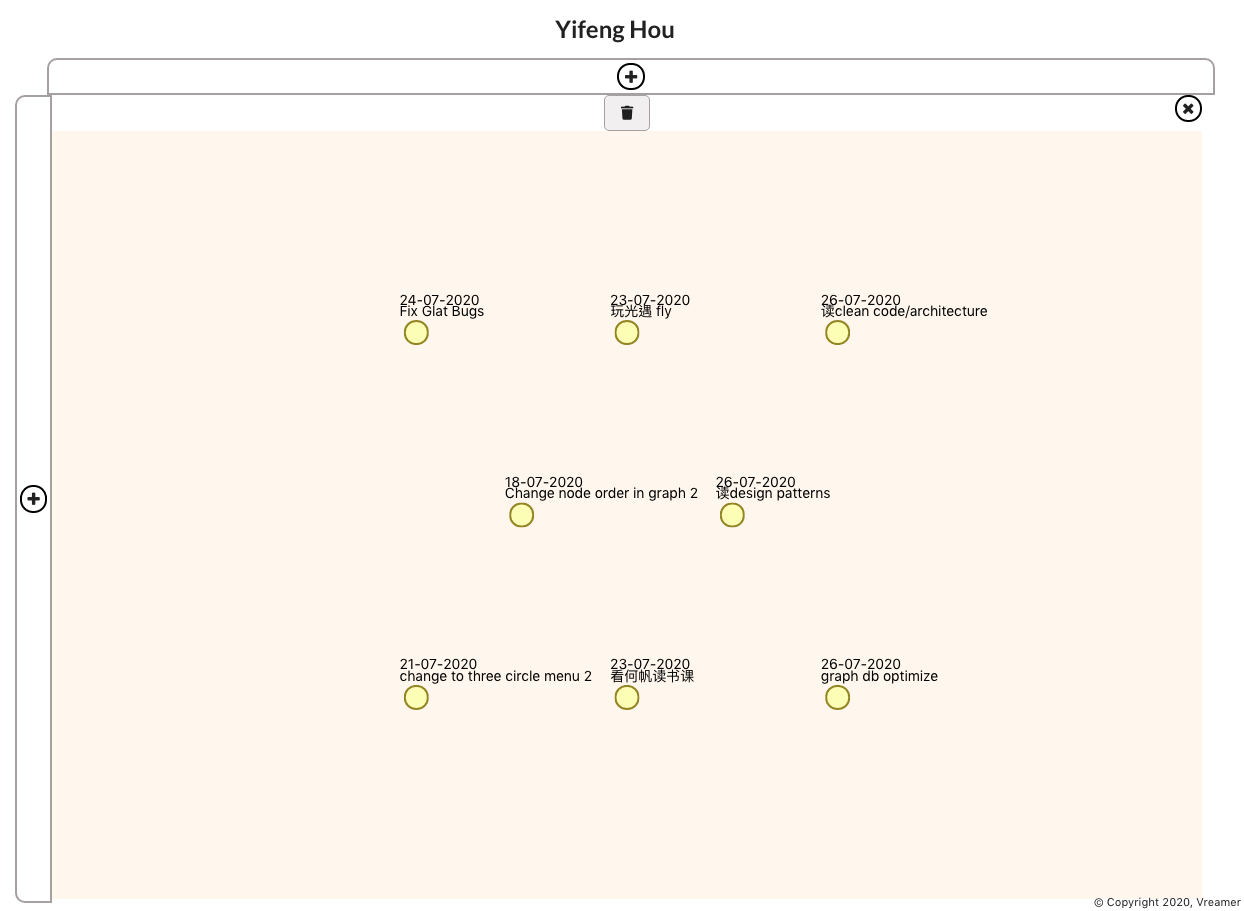 Yifeng Hou
24-07-2020
Fix Glat Bugs
23-07-2020
玩光遇 fly
26-07-2020
读clean code/architecture
18-07-2020
Change node order in graph 2
26-07-2020
读design patterns
21-07-2020
change to three circle menu 2
23-07-2020
看何帆读书课
26-07-2020
graph db optimize
© Copyright 2020, Vreamer